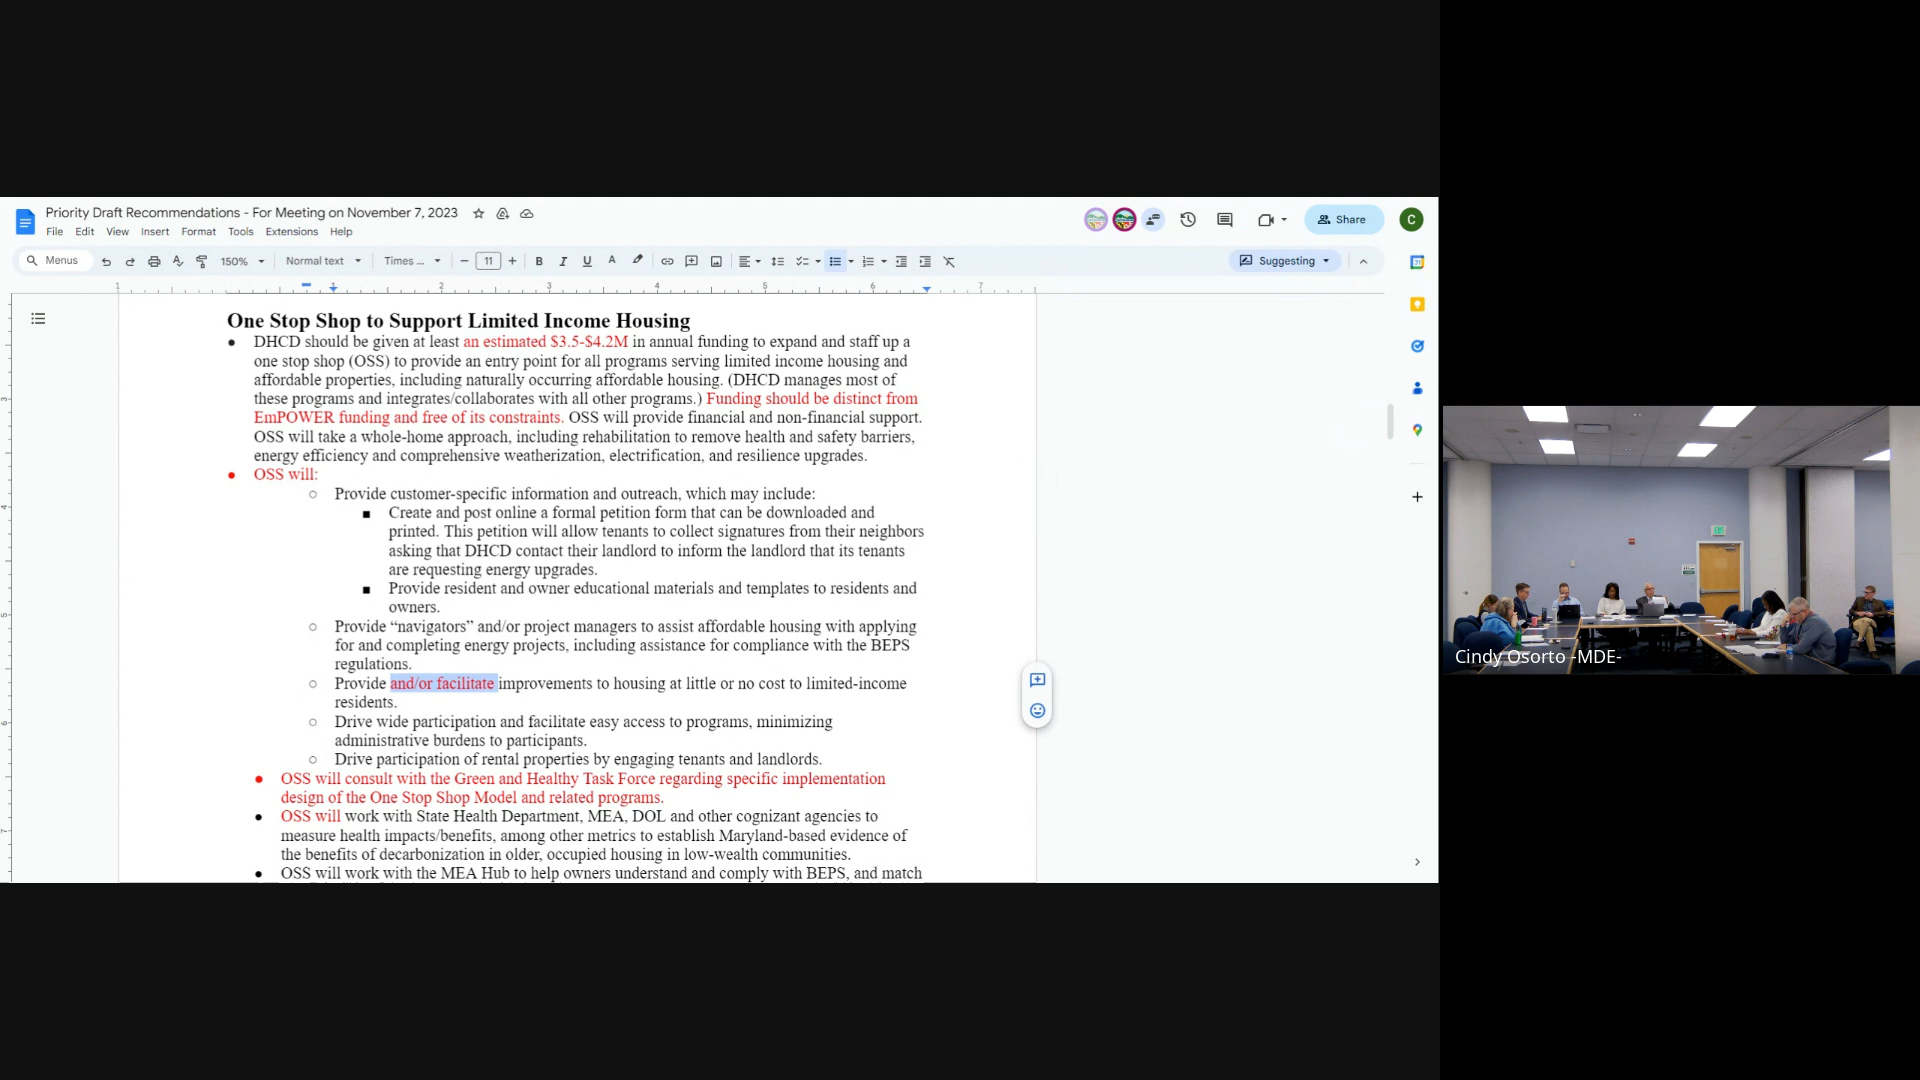 Priority Draft Recommendations - For Meeting on November 7, 2023
Share
C
File Edit View Insert Format Tools Extensions Help
Menus
150%
Normal text
Times ...
11
B I U A
Suggesting
1 1 2 3 4 5 6 7
One Stop Shop to Support Limited Income Housing
● DHCD should be given at least an estimated $3.5-$4.2M in annual funding to expand and staff up a
one stop shop (OSS) to provide an entry point for all programs serving limited income housing and
affordable properties, including naturally occurring affordable housing. (DHCD manages most of
these programs and integrates/collaborates with all other programs.) Funding should be distinct from
EmPOWER funding and free of its constraints. OSS will provide financial and non-financial support.
OSS will take a whole-home approach, including rehabilitation to remove health and safety barriers,
energy efficiency and comprehensive weatherization, electrification, and resilience upgrades.
● OSS will:
○ Provide customer-specific information and outreach, which may include:
■ Create and post online a formal petition form that can be downloaded and
printed. This petition will allow tenants to collect signatures from their neighbors
asking that DHCD contact their landlord to inform the landlord that its tenants
are requesting energy upgrades.
■ Provide resident and owner educational materials and templates to residents and
owners.
○ Provide “navigators” and/or project managers to assist affordable housing with applying
for and completing energy projects, including assistance for compliance with the BEPS
regulations.
○ Provide and/or facilitate improvements to housing at little or no cost to limited-income
residents.
○ Drive wide participation and facilitate easy access to programs, minimizing
administrative burdens to participants.
○ Drive participation of rental properties by engaging tenants and landlords.
● OSS will consult with the Green and Healthy Task Force regarding specific implementation
design of the One Stop Shop Model and related programs.
● OSS will work with State Health Department, MEA, DOL and other cognizant agencies to
measure health impacts/benefits, among other metrics to establish Maryland-based evidence of
the benefits of decarbonization in older, occupied housing in low-wealth communities.
● OSS will work with the MEA Hub to help owners understand and comply with BEPS, and match
Cindy Osorto -MDE-